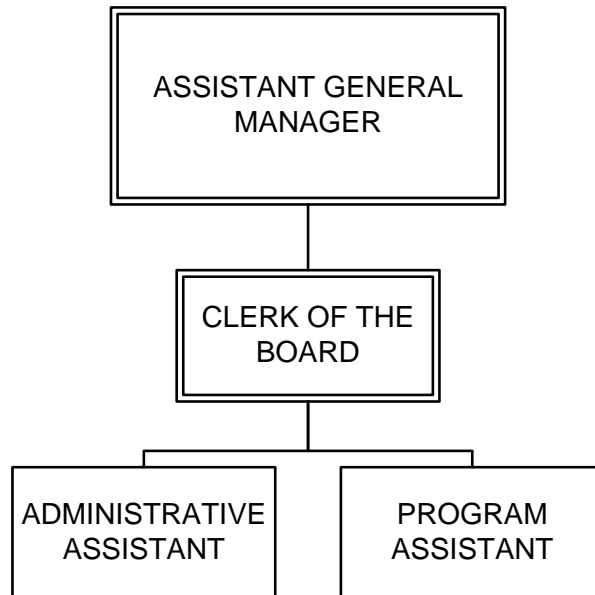 ASSISTANT GENERAL
MANAGER
CLERK OF THE
BOARD
ADMINISTRATIVE
ASSISTANT
PROGRAM
ASSISTANT